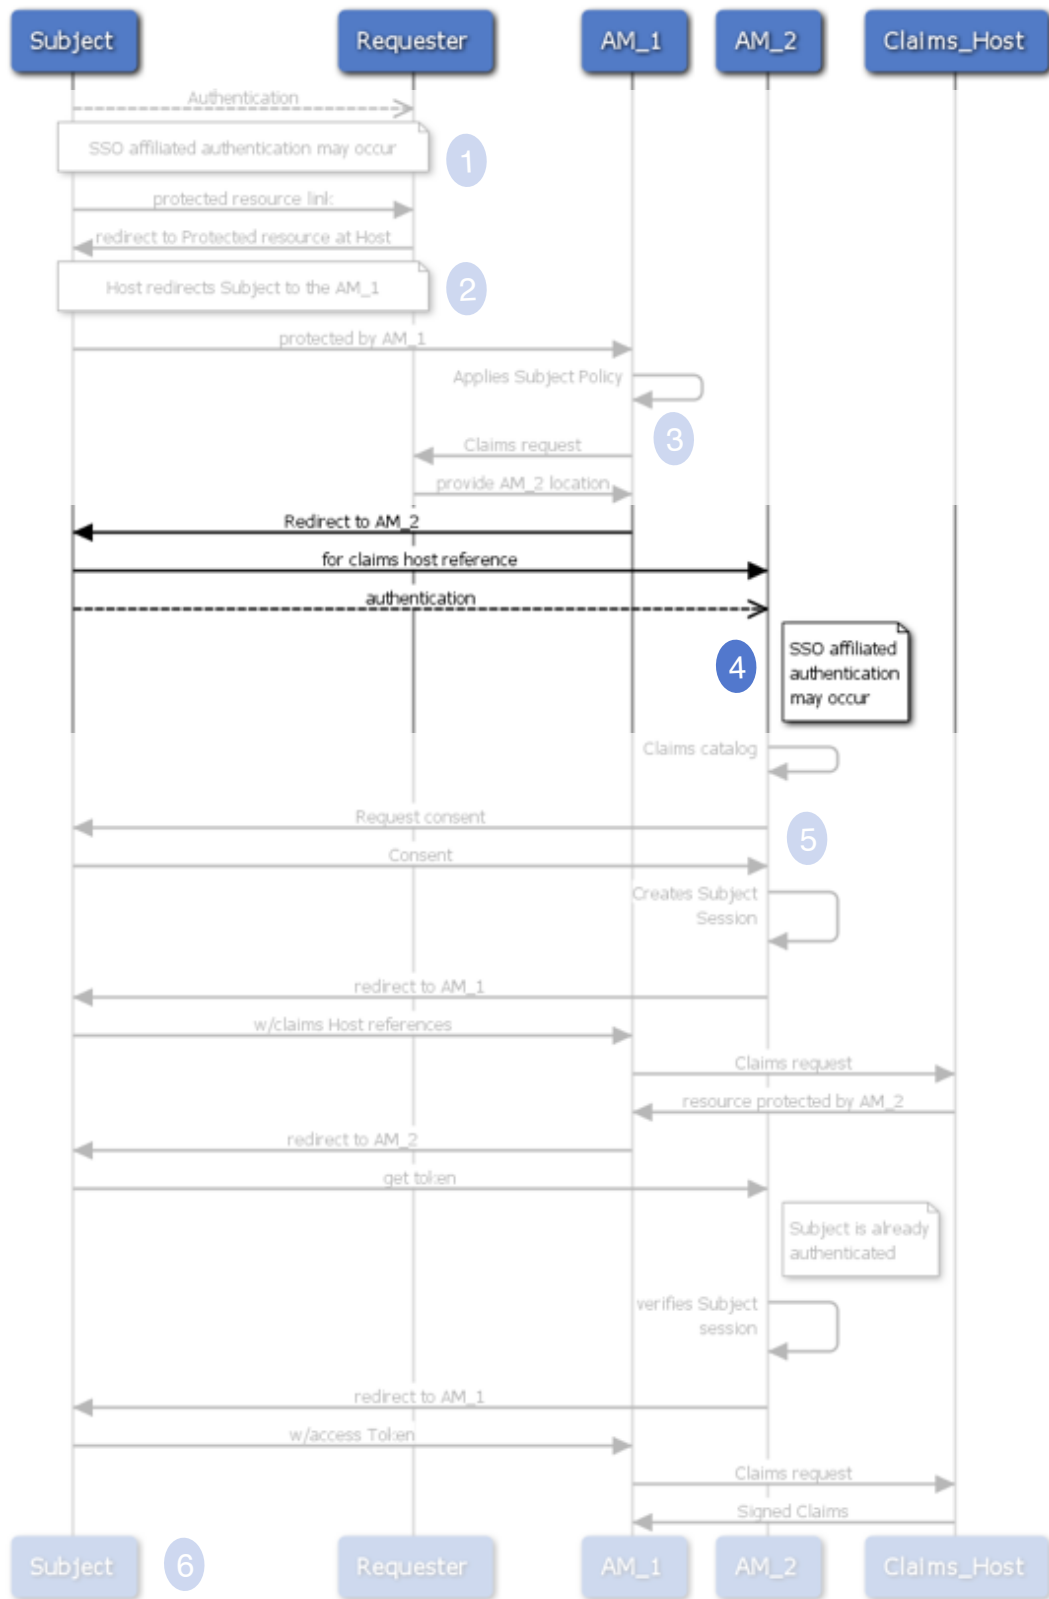 Subject Requester AM_1 AM_2 Claims_Host
Authentication
SSO affiliated authentication may occur
1
protected resource link
redirect to Protected resource at Host
Host redirects Subject to the AM_1
2
protected by AM_1
Applies Subject Policy
3
Claims request
provide AM_2 location
Redirect to AM_2
for claims host reference
authentication
SSO affiliated
authentication
may occur
4
Claims catalog
Request consent
5
Consent
Creates Subject
Session
redirect to AM_1
w/claims Host references
Claims request
resource protected by AM_2
redirect to AM_2
get token
Subject is already
authenticated
verifies Subject
session
redirect to AM_1
w/access Token
Claims request
Signed Claims
Subject 6 Requester AM_1 AM_2 Claims_Host